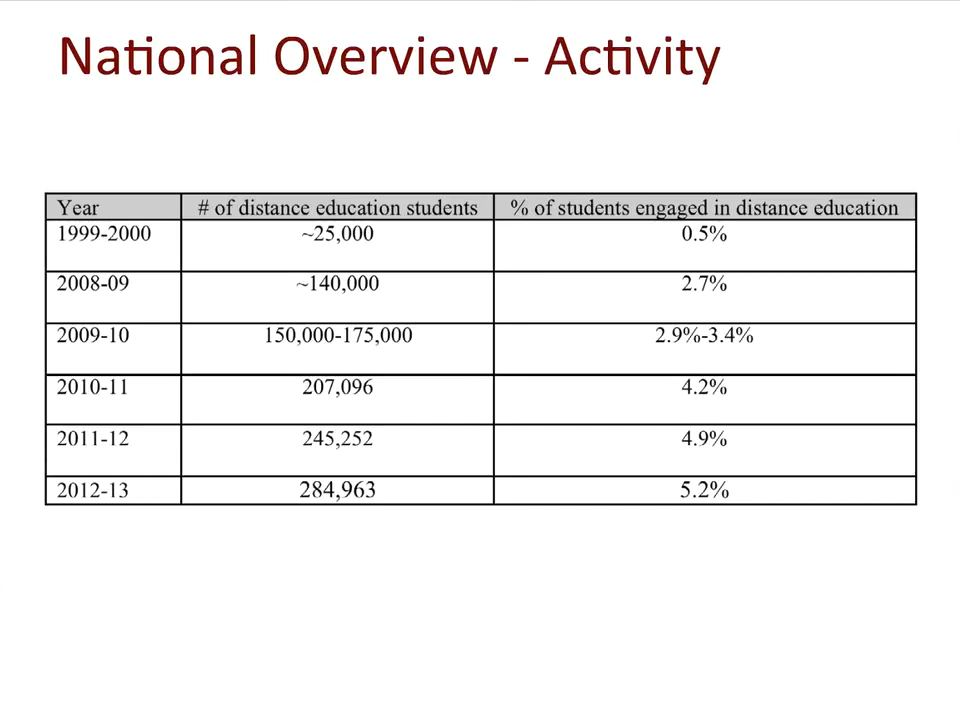 National Overview - Activity
Year # of distance education students % of students engaged in distance education
1999-2000 ~25,000 0.5%
2008-09 ~140,000 2.7%
2009-10 150,000-175,000 2.9%-3.4%
2010-11 207,096 4.2%
2011-12 245,252 4.9%
2012-13 284,963 5.2%